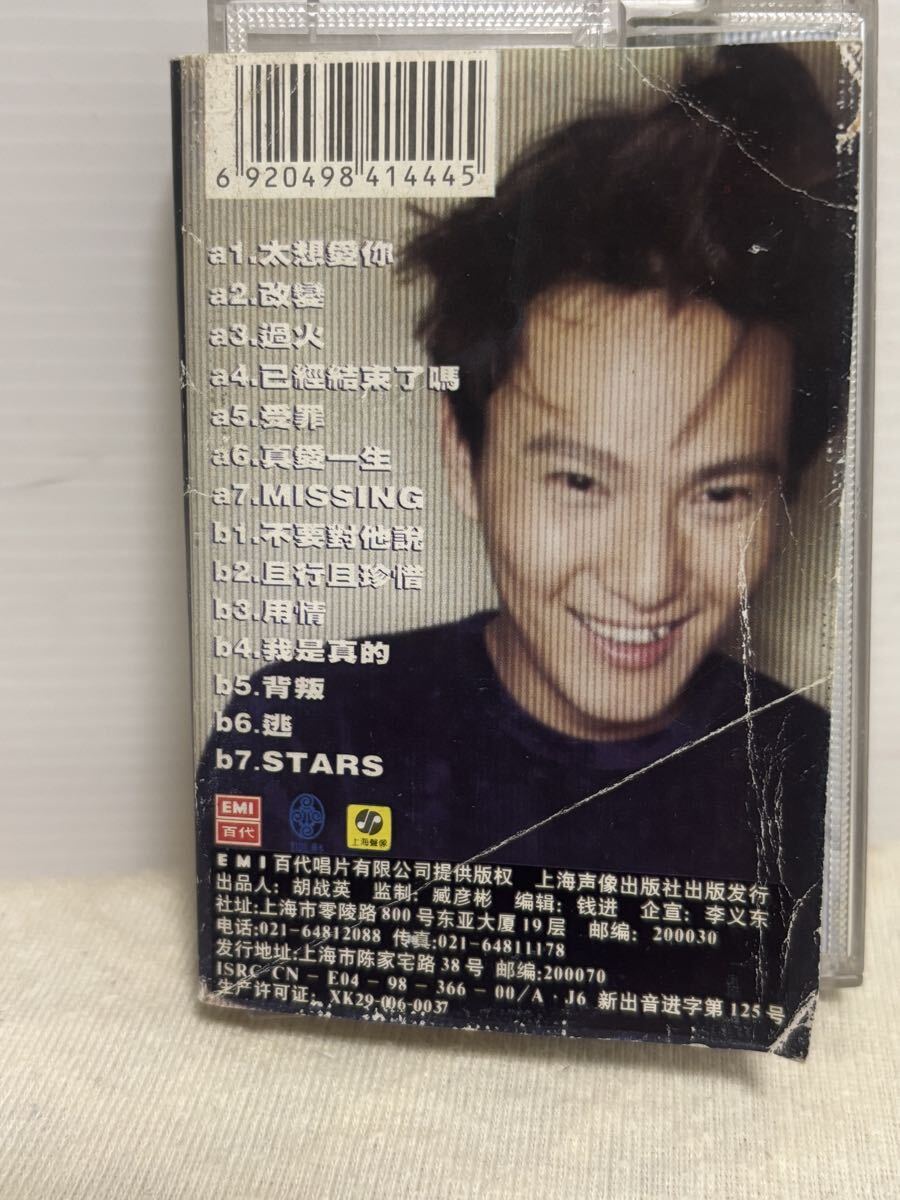 6 920498 414445
a1.太想愛你
a2.改變
a3.過火
a4.已經結束了嗎
a5.受罪
a6.真愛一生
a7.MISSING
b1.不要對他說
b2.且行且珍惜
b3.用情
b4.我是真的
b5.背叛
b6.逃
b7.STARS
EMI
百代
上海聲像
EMI百代唱片有限公司提供版权 上海声像出版社出版发行
出品人：胡战英 监制：臧彦彬 编辑：钱进 企宣：李义东
社址:上海市零陵路800号东亚大厦19层 邮编：200030
电话:021-64812088 传真:021-64811178
发行地址:上海市陈家宅路38号 邮编:200070
ISRC CN-E04-98-366-00/A·J6 新出音进字第125号
生产许可证：XK29-006-0037